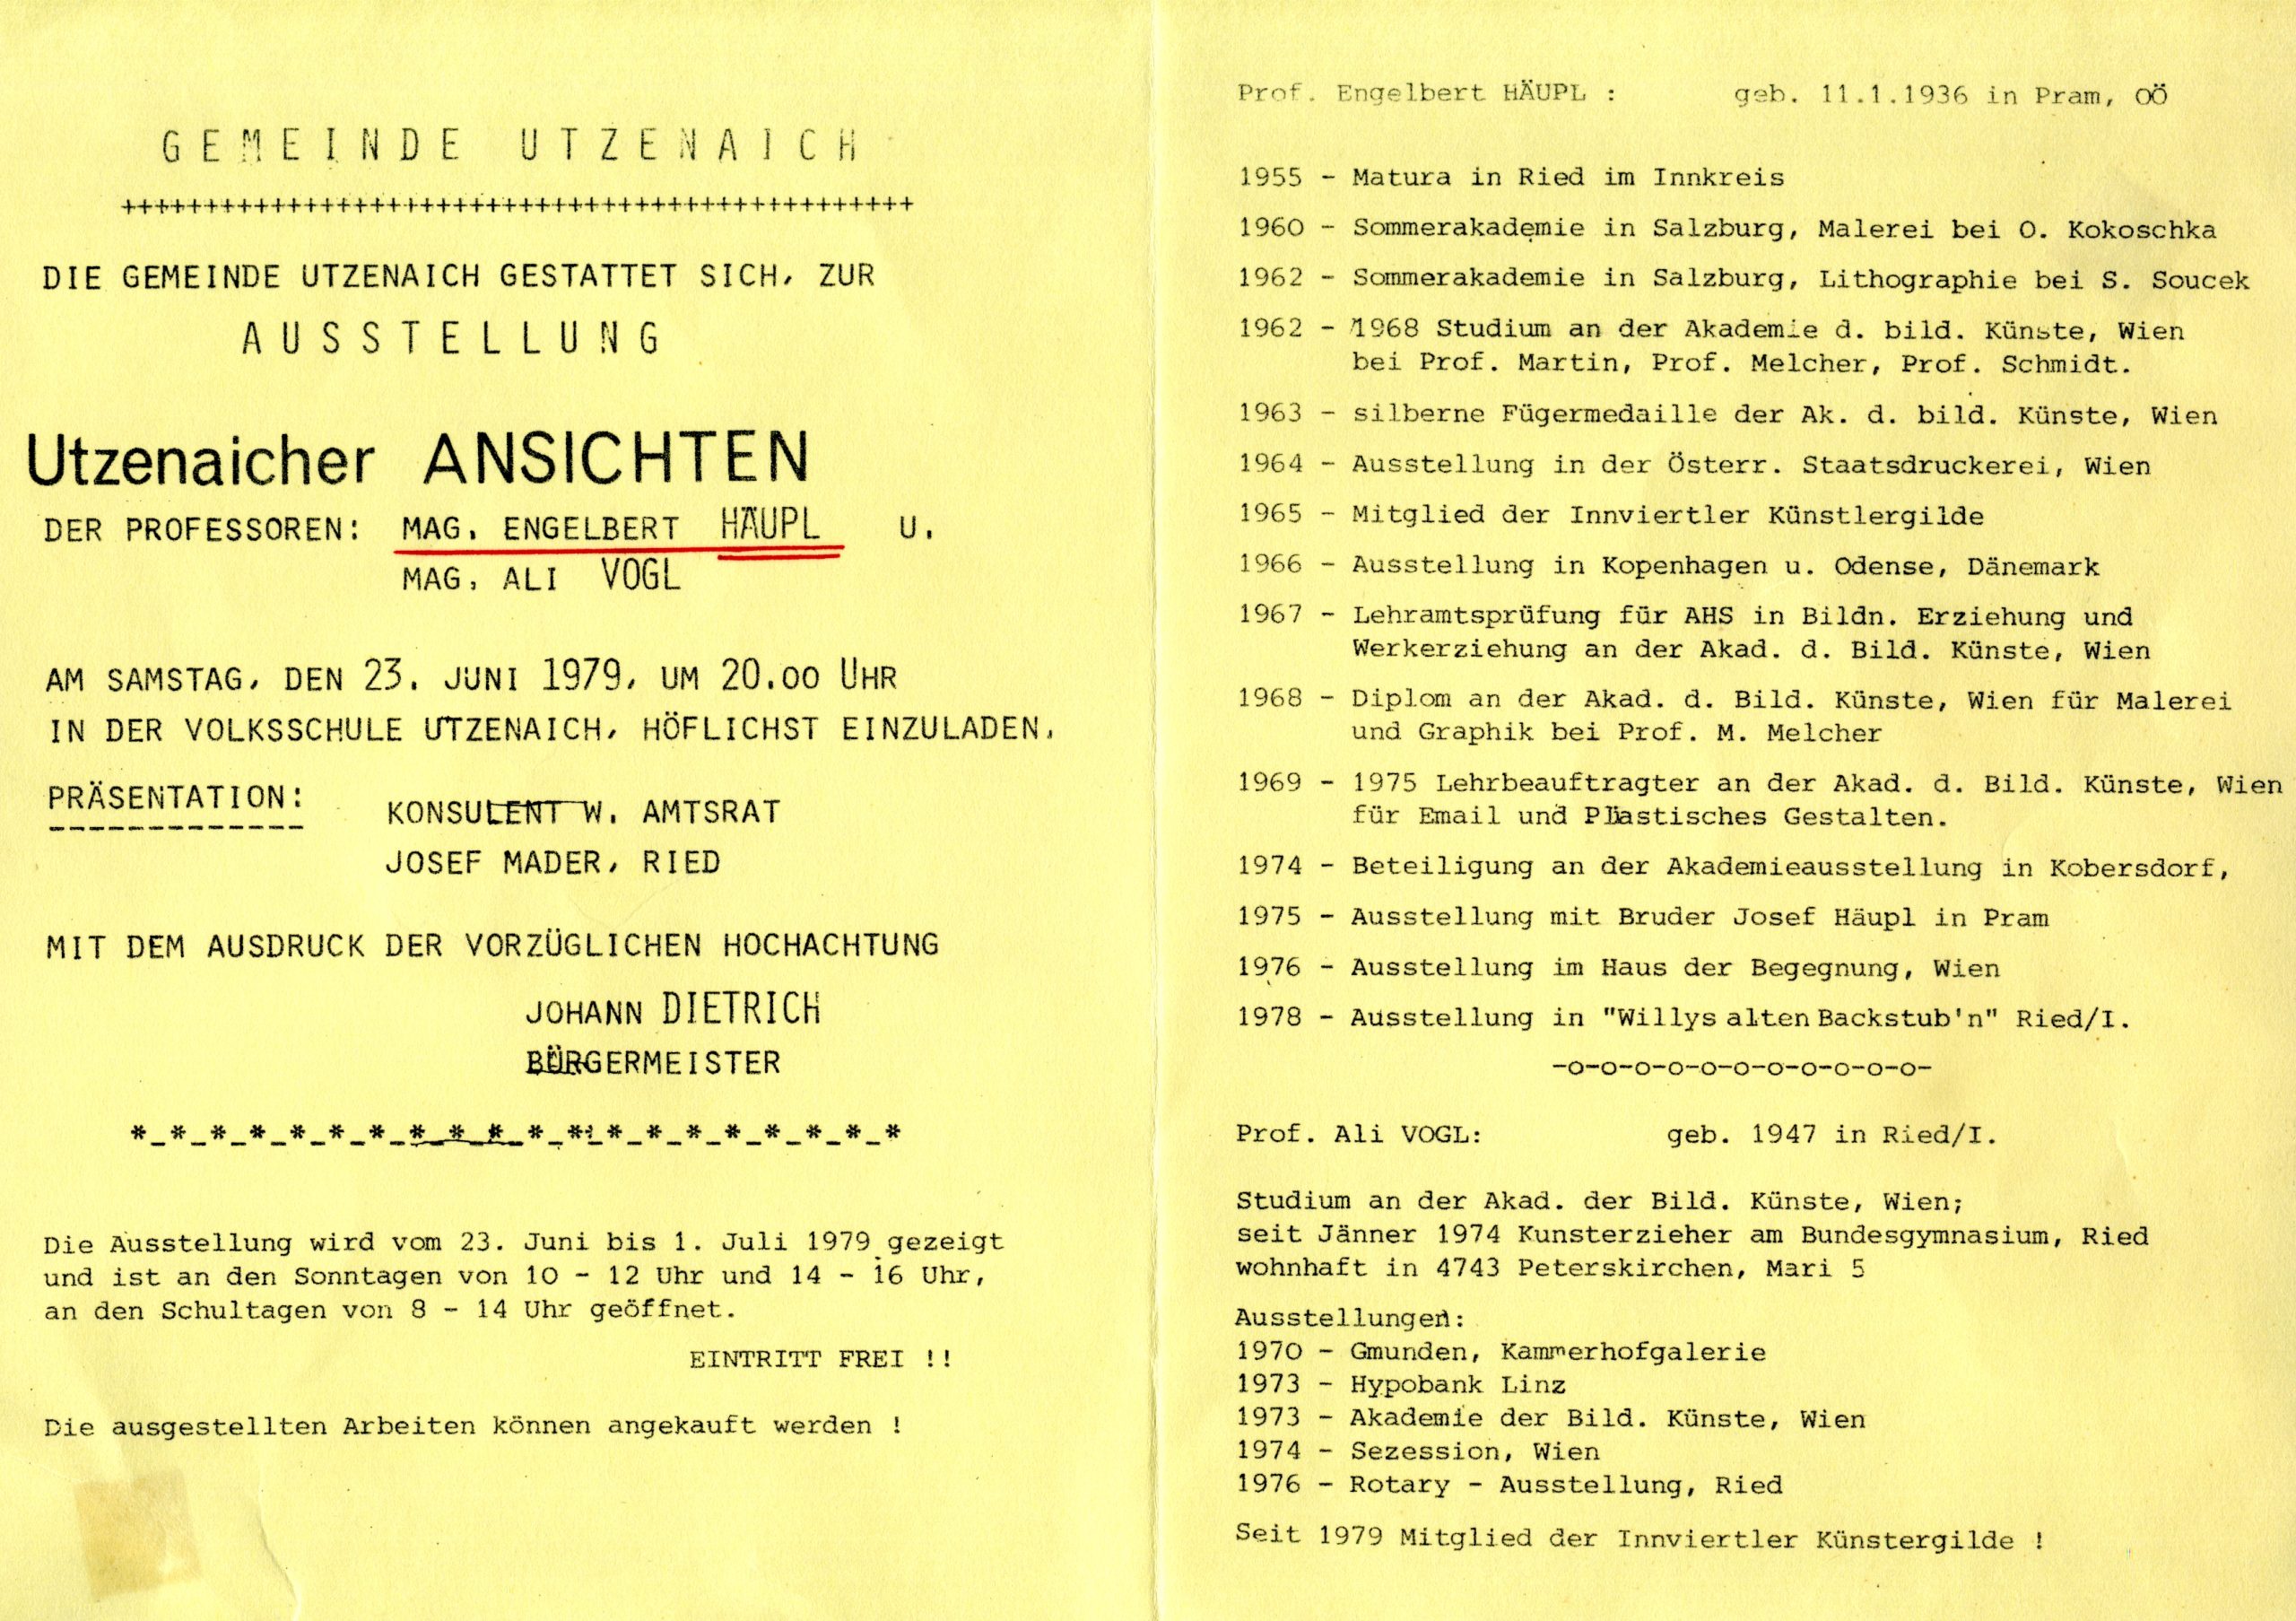 GEMEINDE UTZENAICH
++++++++++++++++++++++++++++++++++++++++++++++++
DIE GEMEINDE UTZENAICH GESTATTET SICH, ZUR
AUSSTELLUNG
Utzenaicher ANSICHTEN
DER PROFESSOREN: MAG. ENGELBERT HÄUPL U.
MAG. ALI VOGL
AM SAMSTAG, DEN 23. JUNI 1979, UM 20.00 UHR
IN DER VOLKSSCHULE UTZENAICH, HÖFLICHST EINZULADEN.
PRÄSENTATION: KONSULENT W. AMTSRAT
JOSEF MADER, RIED
MIT DEM AUSDRUCK DER VORZÜGLICHEN HOCHACHTUNG
JOHANN DIETRICH
BÜRGERMEISTER
*_*_*_*_*_*_*_*_*_*_*_*_*_*_*_*_*_*_*_*
Die Ausstellung wird vom 23. Juni bis 1. Juli 1979 gezeigt
und ist an den Sonntagen von 10 - 12 Uhr und 14 - 16 Uhr,
an den Schultagen von 8 - 14 Uhr geöffnet.
EINTRITT FREI !!
Die ausgestellten Arbeiten können angekauft werden !
Prof. Engelbert HÄUPL : geb. 11.1.1936 in Pram, OÖ
1955 - Matura in Ried im Innkreis
1960 - Sommerakademie in Salzburg, Malerei bei O. Kokoschka
1962 - Sommerakademie in Salzburg, Lithographie bei S. Soucek
1962 - 1968 Studium an der Akademie d. bild. Künste, Wien
bei Prof. Martin, Prof. Melcher, Prof. Schmidt.
1963 - silberne Fügermedaille der Ak. d. bild. Künste, Wien
1964 - Ausstellung in der Österr. Staatsdruckerei, Wien
1965 - Mitglied der Innviertler Künstlergilde
1966 - Ausstellung in Kopenhagen u. Odense, Dänemark
1967 - Lehramtsprüfung für AHS in Bildn. Erziehung und
Werkerziehung an der Akad. d. Bild. Künste, Wien
1968 - Diplom an der Akad. d. Bild. Künste, Wien für Malerei
und Graphik bei Prof. M. Melcher
1969 - 1975 Lehrbeauftragter an der Akad. d. Bild. Künste, Wien
für Email und Plastisches Gestalten.
1974 - Beteiligung an der Akademieausstellung in Kobersdorf,
1975 - Ausstellung mit Bruder Josef Häupl in Pram
1976 - Ausstellung im Haus der Begegnung, Wien
1978 - Ausstellung in "Willys alten Backstub'n" Ried/I.
-o-o-o-o-o-o-o-o-o-o-o-
Prof. Ali VOGL: geb. 1947 in Ried/I.
Studium an der Akad. der Bild. Künste, Wien;
seit Jänner 1974 Kunsterzieher am Bundesgymnasium, Ried
wohnhaft in 4743 Peterskirchen, Mari 5
Ausstellungen:
1970 - Gmunden, Kammerhofgalerie
1973 - Hypobank Linz
1973 - Akademie der Bild. Künste, Wien
1974 - Sezession, Wien
1976 - Rotary - Ausstellung, Ried
Seit 1979 Mitglied der Innviertler Künstergilde !